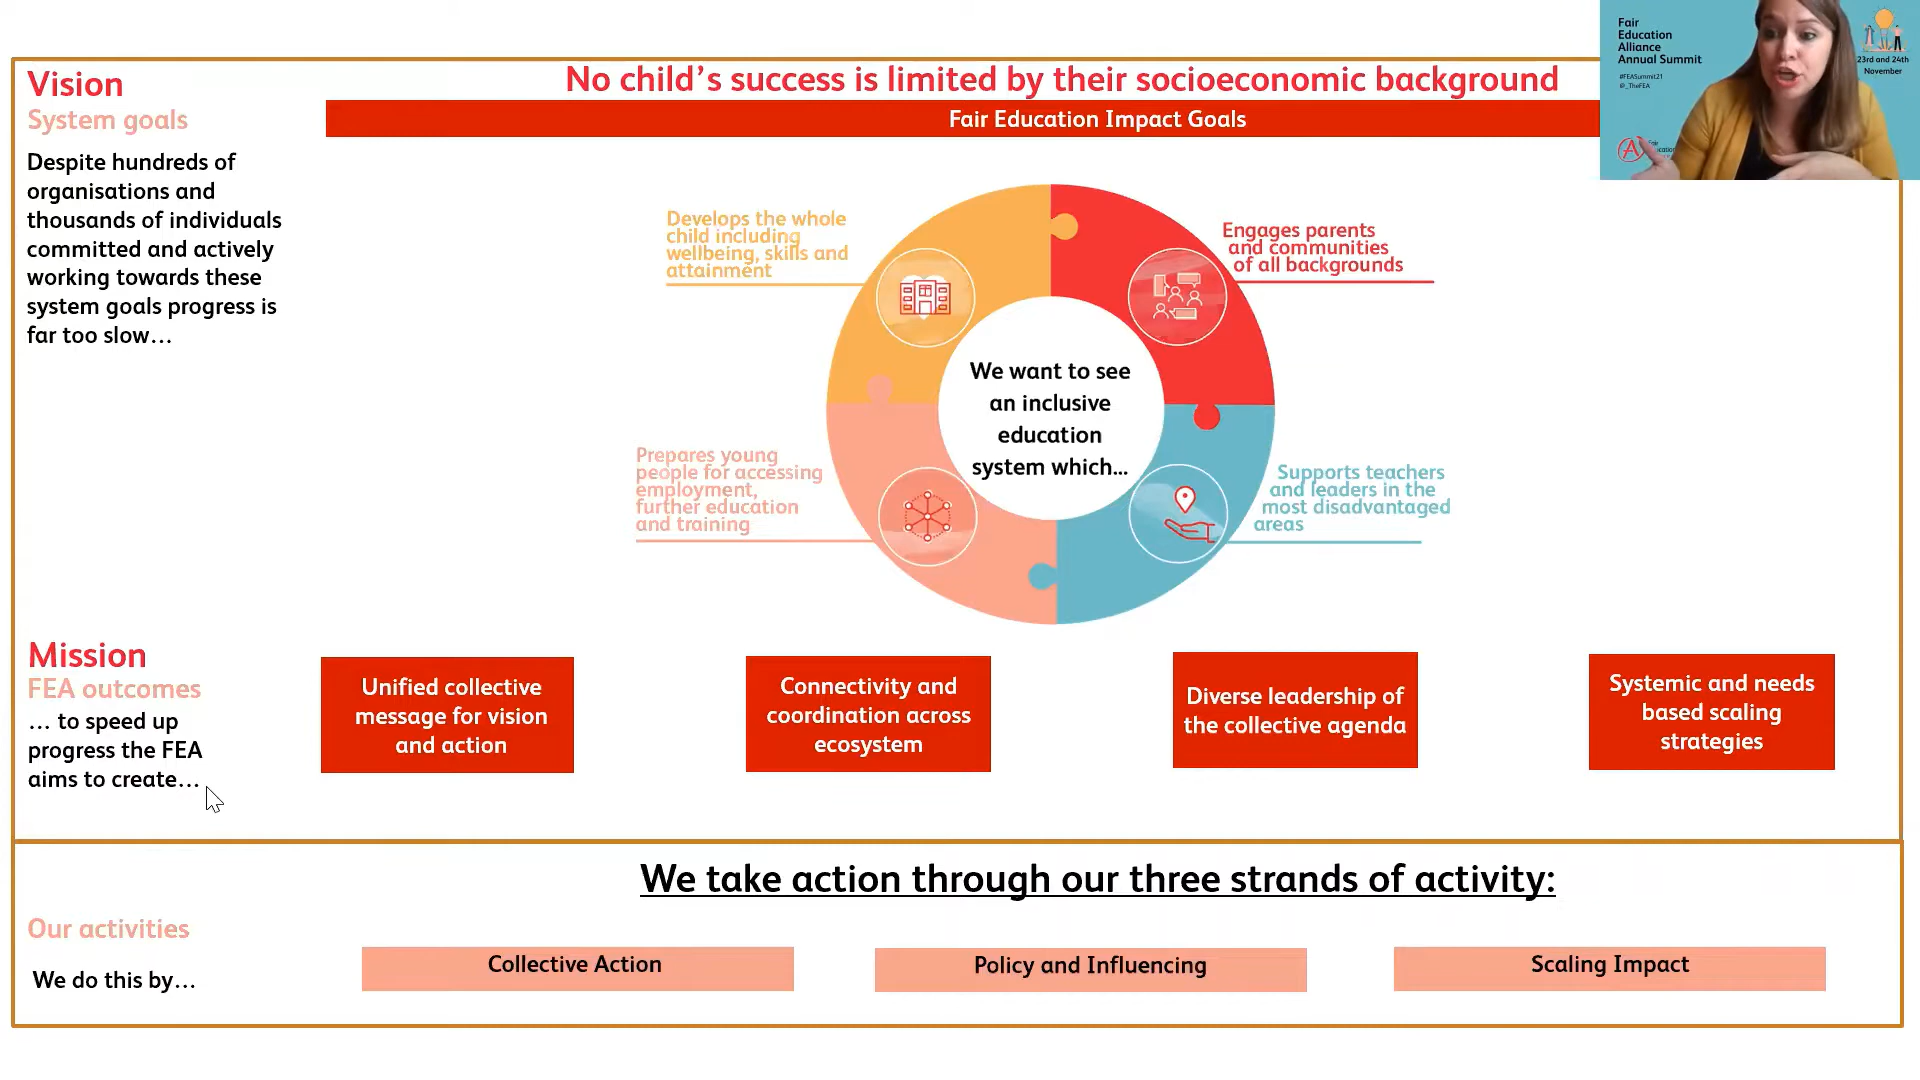 Vision
System goals
Despite hundreds of
organisations and
thousands of individuals
committed and actively
working towards these
system goals progress is
far too slow...
No child's success is limited by their socioeconomic background
Fair Education Impact Goals
Develops the whole
child including
wellbeing, skills and
attainment
Engages parents
and communities
of all backgrounds
We want to see
an inclusive
education
system which...
Prepares young
people for accessing
employment,
further education
and training
Supports teachers
and leaders in the
most disadvantaged
areas
Fair
Education
Alliance
Annual Summit
#FEASummit21
@_TheFEA
23rd and 24th
November
Mission
FEA outcomes
... to speed up
progress the FEA
aims to create...
Unified collective
message for vision
and action
Connectivity and
coordination across
ecosystem
Diverse leadership of
the collective agenda
Systemic and needs
based scaling
strategies
We take action through our three strands of activity:
Our activities
We do this by...
Collective Action
Policy and Influencing
Scaling Impact